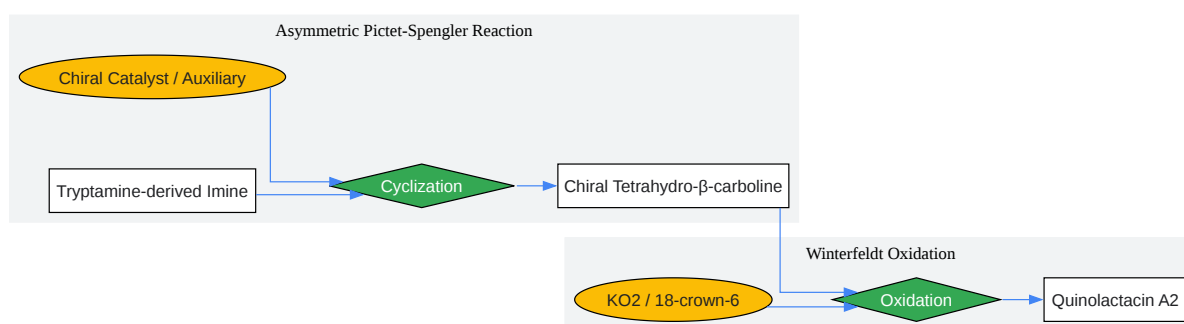 Asymmetric Pictet-Spengler Reaction
Chiral Catalyst / Auxiliary
Tryptamine-derived Imine
Cyclization
Chiral Tetrahydro-β-carboline
Winterfeldt Oxidation
KO2 / 18-crown-6
Oxidation
Quinolactacin A2